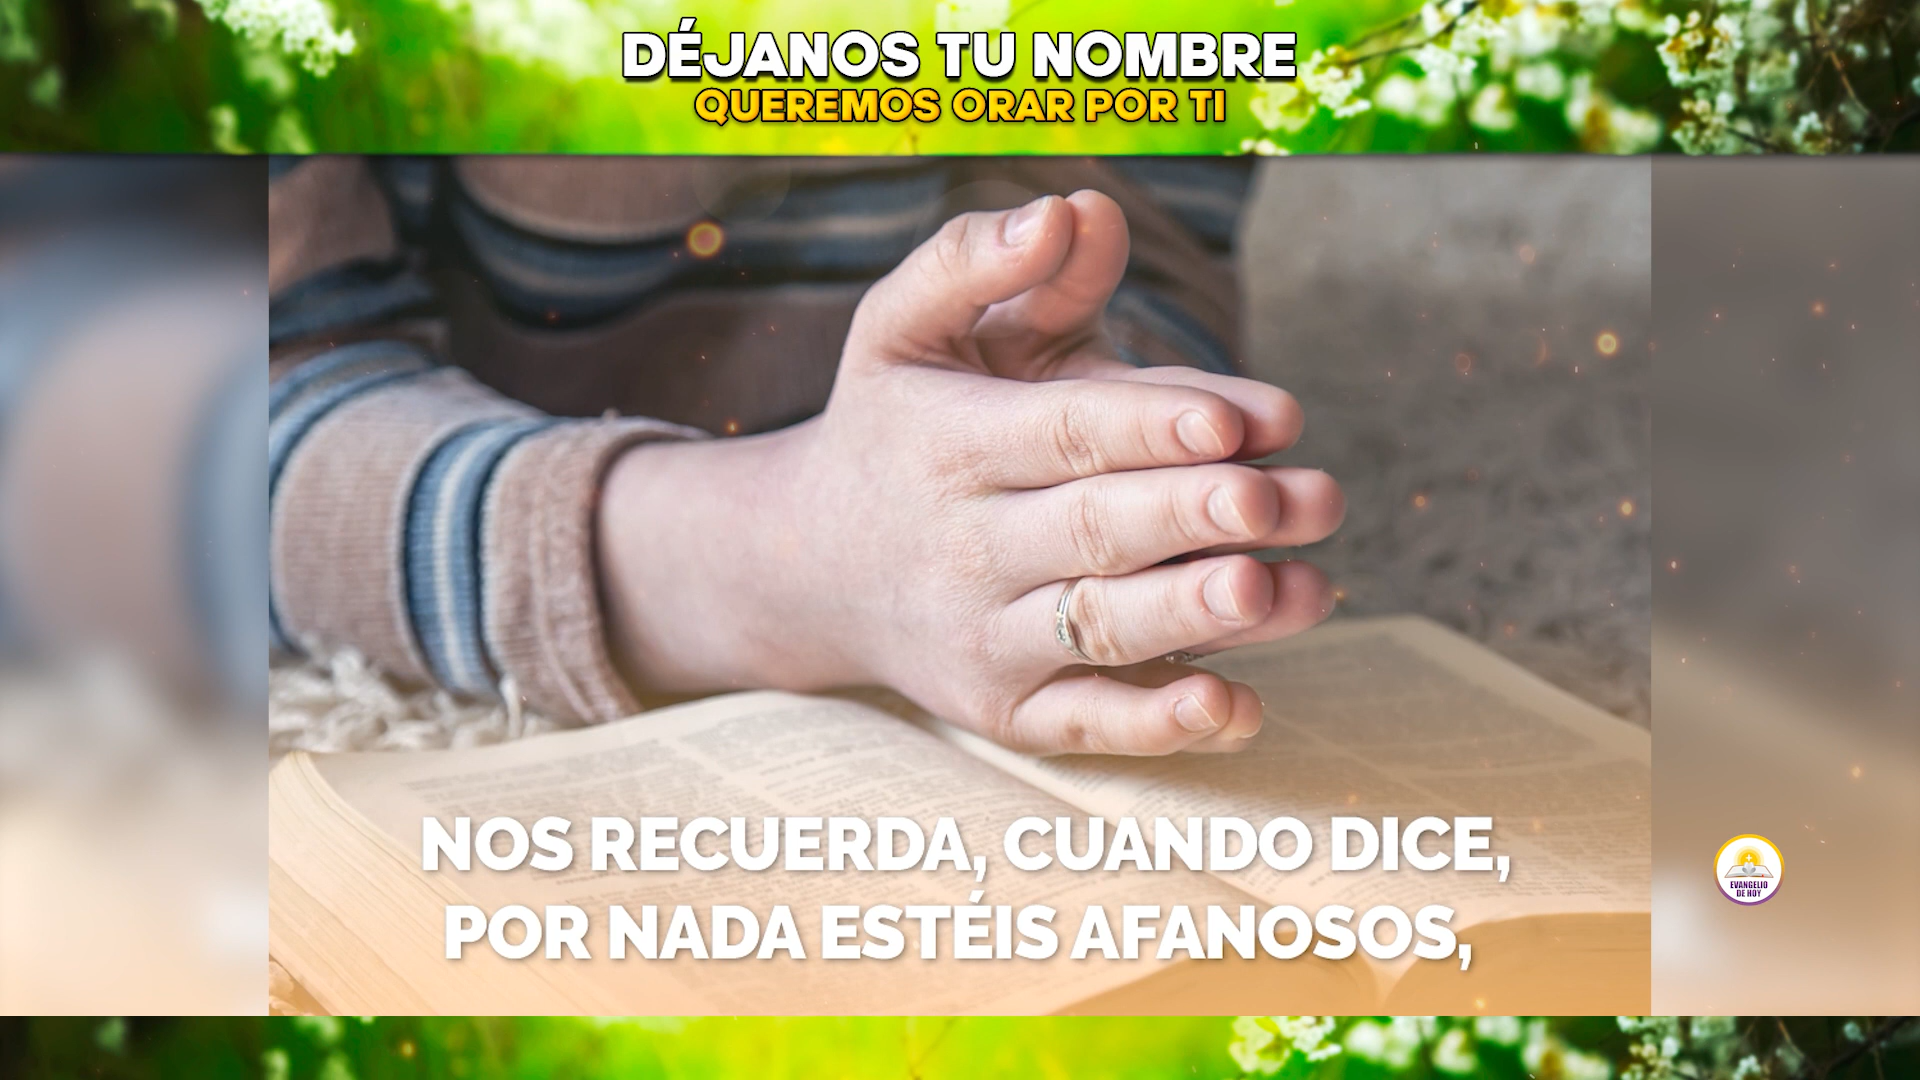 DÉJANOS TU NOMBRE
QUEREMOS ORAR POR TI
NOS RECUERDA, CUANDO DICE,
POR NADA ESTÉIS AFANOSOS,
EVANGELIO
DE HOY